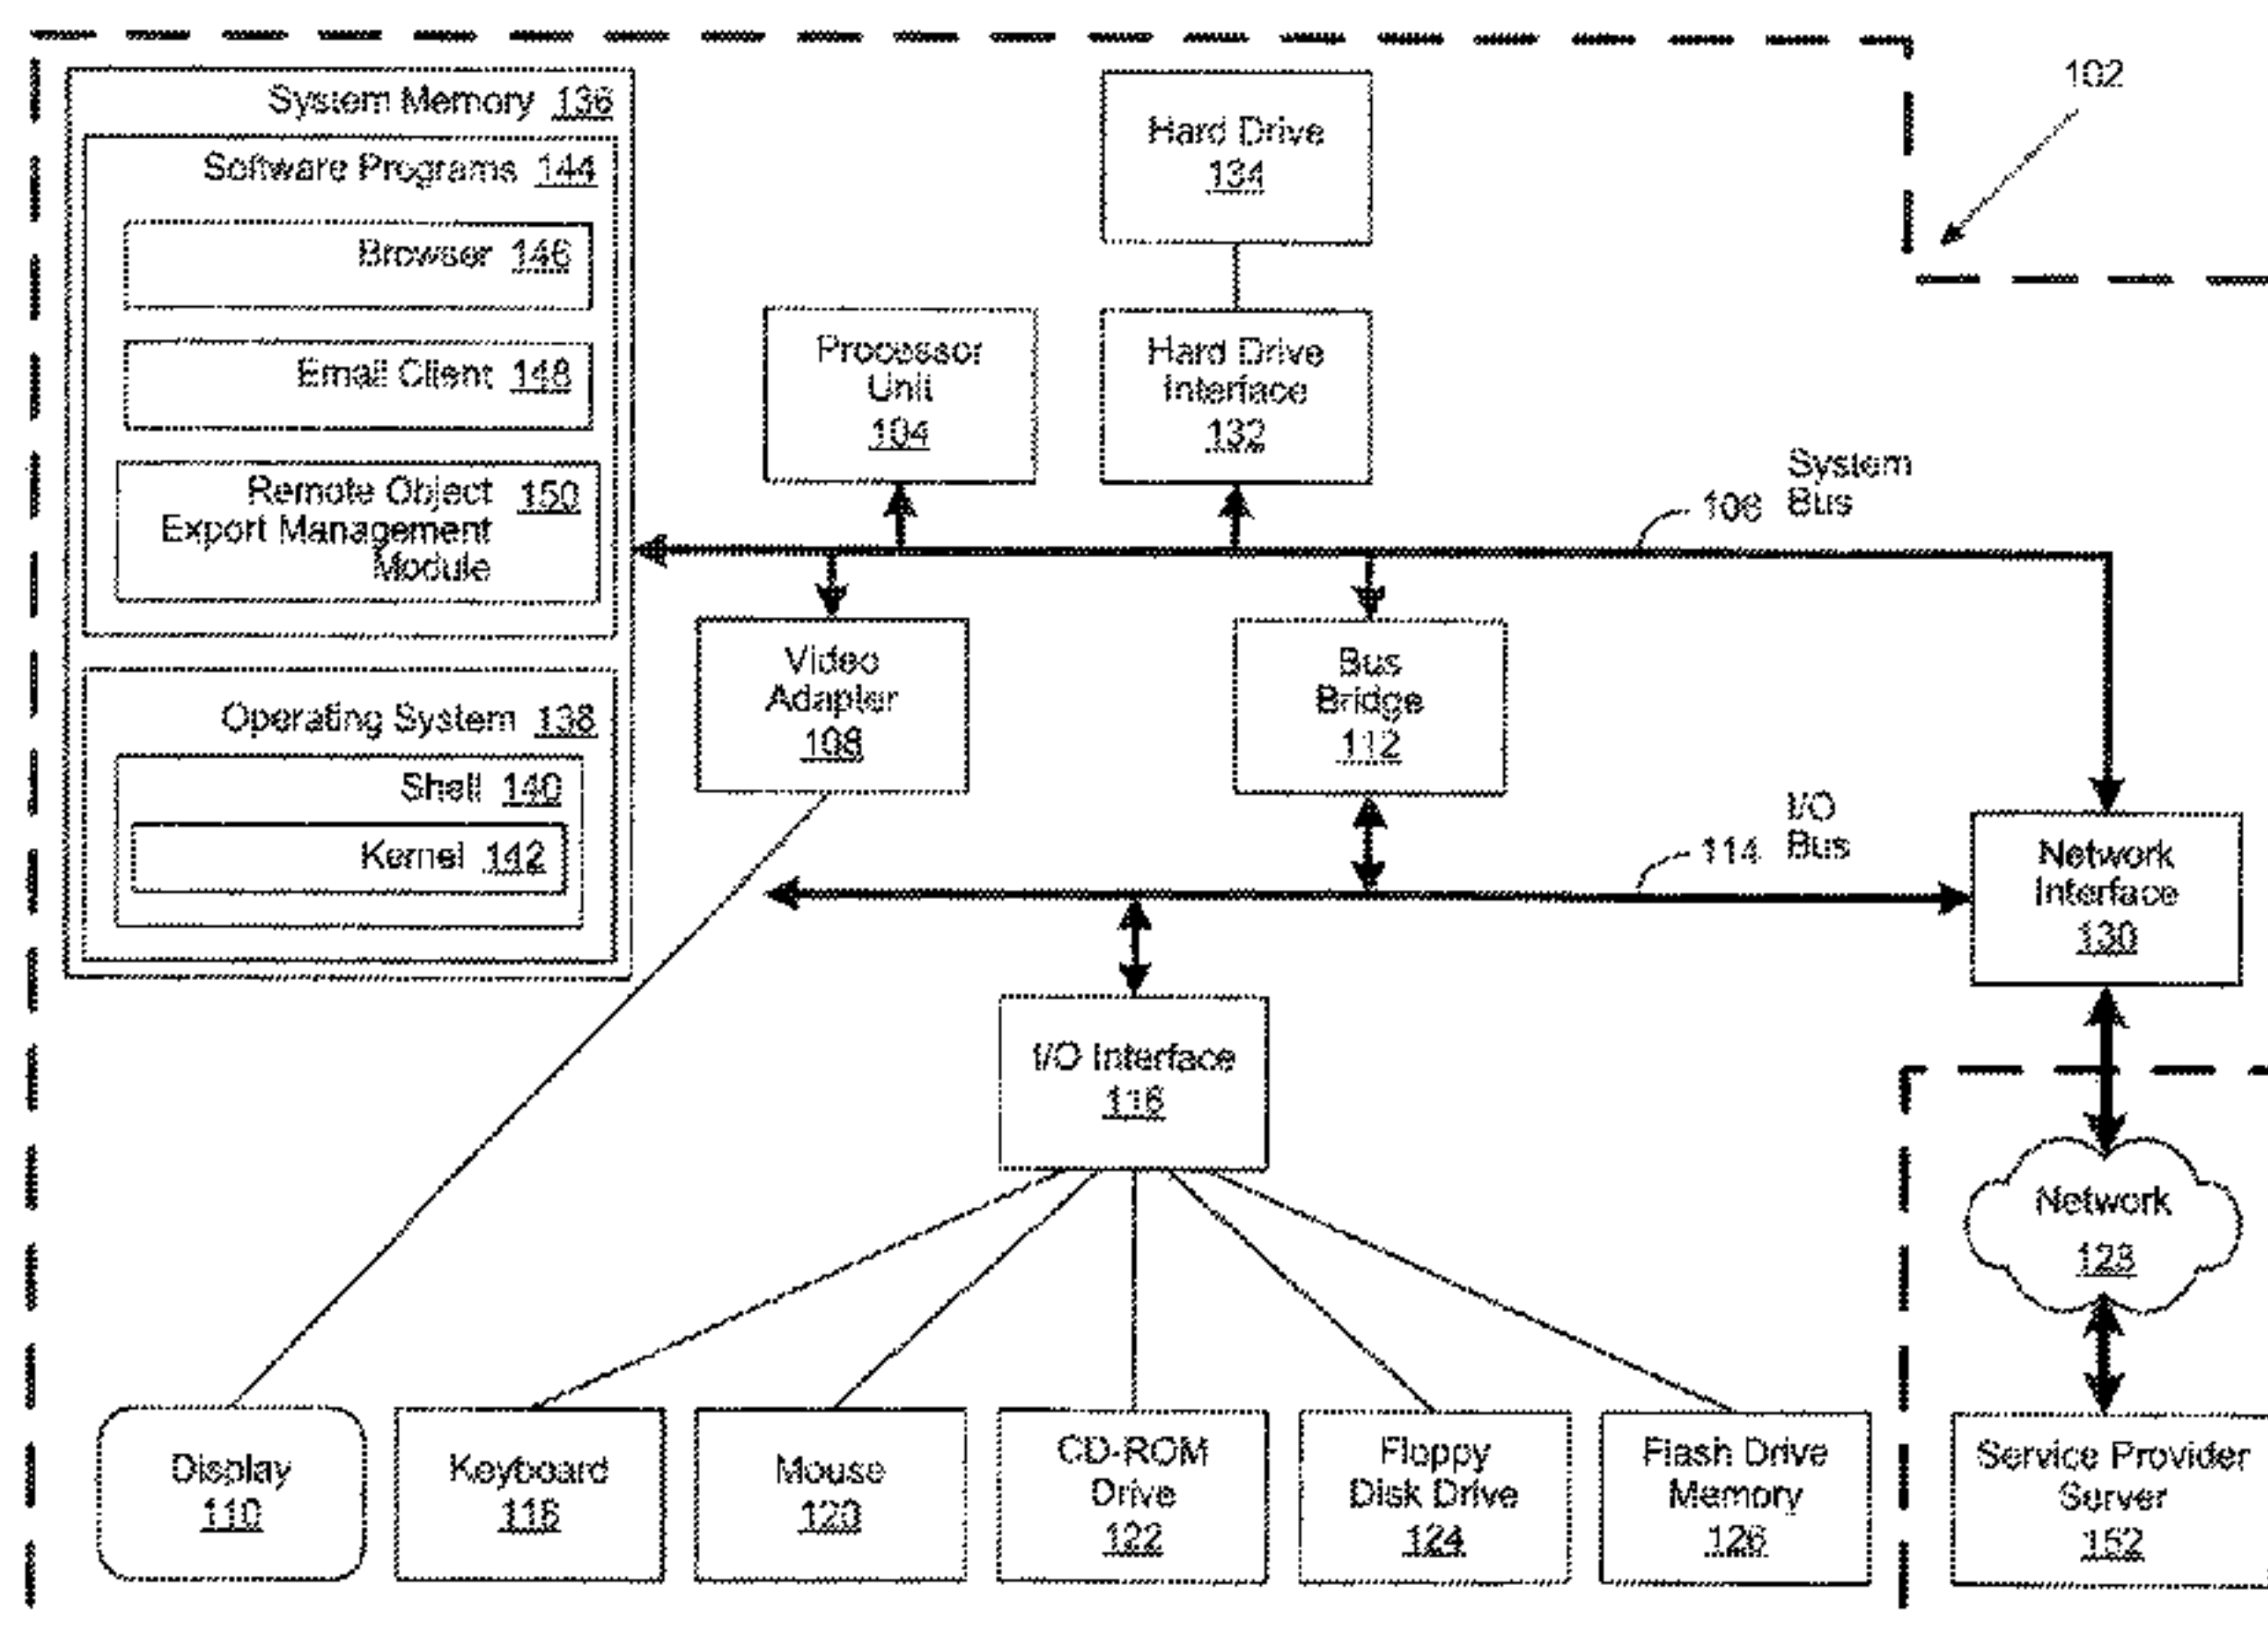 102
System Memory 136
Software Programs 144
Browser 146
Email Client 148
Remote Object 150
Export Management
Module
Operating System 138
Shell 140
Kernel 142
Hard Drive
134
Processor
Unit
104
Hard Drive
Interface
132
System
106 Bus
Video
Adapter
108
Bus
Bridge
112
I/O
114 Bus
Network
Interface
130
I/O Interface
116
Network
128
Display
110
Keyboard
118
Mouse
120
CD-ROM
Drive
122
Floppy
Disk Drive
124
Flash Drive
Memory
126
Service Provider
Server
152